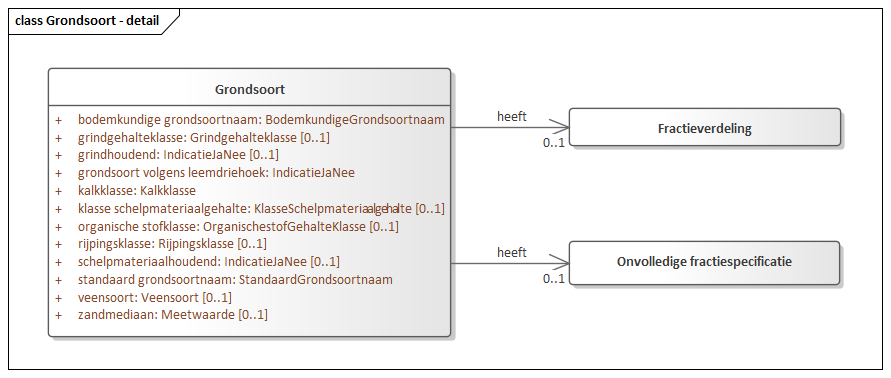 class Grondsoort - detail
Grondsoort
+ bodemkundige grondsoortnaam: BodemkundigeGrondsoortnaam
+ grindgehalteklasse: Grindgehalteklasse [0..1]
+ grindhoudend: IndicatieJaNee [0..1]
+ grondsoort volgens leemdriehoek: IndicatieJaNee
+ kalkklasse: Kalkklasse
+ klasse schelpmateriaalgehalte: KlasseSchelpmateriaalgehalte [0..1]
+ organische stofklasse: OrganischestofGehalteKlasse [0..1]
+ rijpingsklasse: Rijpingsklasse [0..1]
+ schelpmateriaalhoudend: IndicatieJaNee [0..1]
+ standaard grondsoortnaam: StandaardGrondsoortnaam
+ veensoort: Veensoort [0..1]
+ zandmediaan: Meetwaarde [0..1]
heeft
0..1
Fractieverdeling
heeft
0..1
Onvolledige fractiespecificatie